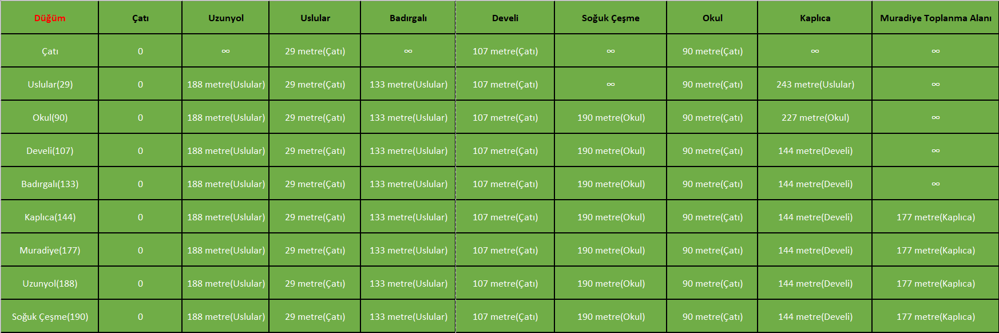 Düğüm Çatı Uzunyol Uslular Badırgalı Develi Soğuk Çeşme Okul Kaplıca Muradiye Toplanma Alanı
Çatı 0 ∞ 29 metre(Çatı) ∞ 107 metre(Çatı) ∞ 90 metre(Çatı) ∞ ∞
Uslular(29) 0 188 metre(Uslular) 29 metre(Çatı) 133 metre(Uslular) 107 metre(Çatı) ∞ 90 metre(Çatı) 243 metre(Uslular) ∞
Okul(90) 0 188 metre(Uslular) 29 metre(Çatı) 133 metre(Uslular) 107 metre(Çatı) 190 metre(Okul) 90 metre(Çatı) 227 metre(Okul) ∞
Develi(107) 0 188 metre(Uslular) 29 metre(Çatı) 133 metre(Uslular) 107 metre(Çatı) 190 metre(Okul) 90 metre(Çatı) 144 metre(Develi) ∞
Badırgalı(133) 0 188 metre(Uslular) 29 metre(Çatı) 133 metre(Uslular) 107 metre(Çatı) 190 metre(Okul) 90 metre(Çatı) 144 metre(Develi) ∞
Kaplıca(144) 0 188 metre(Uslular) 29 metre(Çatı) 133 metre(Uslular) 107 metre(Çatı) 190 metre(Okul) 90 metre(Çatı) 144 metre(Develi) 177 metre(Kaplıca)
Muradiye(177) 0 188 metre(Uslular) 29 metre(Çatı) 133 metre(Uslular) 107 metre(Çatı) 190 metre(Okul) 90 metre(Çatı) 144 metre(Develi) 177 metre(Kaplıca)
Uzunyol(188) 0 188 metre(Uslular) 29 metre(Çatı) 133 metre(Uslular) 107 metre(Çatı) 190 metre(Okul) 90 metre(Çatı) 144 metre(Develi) 177 metre(Kaplıca)
Soğuk Çeşme(190) 0 188 metre(Uslular) 29 metre(Çatı) 133 metre(Uslular) 107 metre(Çatı) 190 metre(Okul) 90 metre(Çatı) 144 metre(Develi) 177 metre(Kaplıca)